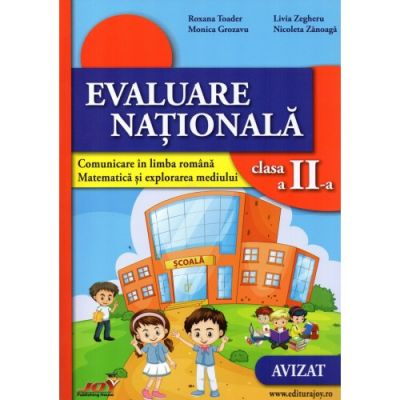 Roxana Toader
Monica Grozavu
Livia Zegheru
Nicoleta Zănoagă
EVALUARE
NAȚIONALĂ
Comunicare în limba română
Matematică și explorarea mediului
clasa
a II-a
ȘCOALĂ
JOY
Publishing House
AVIZAT
www.editurajoy.ro